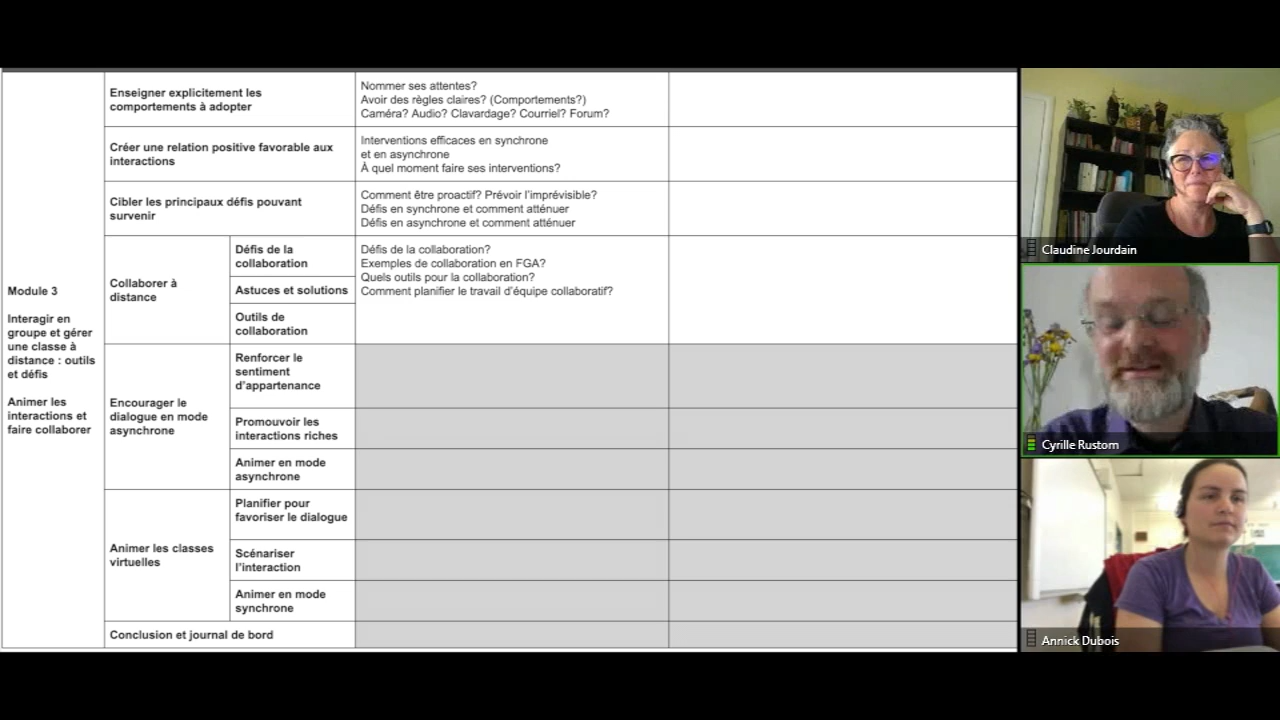 Module 3
Interagir en
groupe et gérer
une classe à
distance : outils
et défis
Animer les
interactions et
faire collaborer
Enseigner explicitement les
comportements à adopter
Nommer ses attentes?
Avoir des règles claires? (Comportements?)
Caméra? Audio? Clavardage? Courriel? Forum?
Créer une relation positive favorable aux
interactions
Interventions efficaces en synchrone
et en asynchrone
À quel moment faire ses interventions?
Cibler les principaux défis pouvant
survenir
Comment être proactif? Prévoir l'imprévisible?
Défis en synchrone et comment atténuer
Défis en asynchrone et comment atténuer
Collaborer à
distance
Défis de la
collaboration
Astuces et solutions
Outils de
collaboration
Défis de la collaboration?
Exemples de collaboration en FGA?
Quels outils pour la collaboration?
Comment planifier le travail d'équipe collaboratif?
Encourager le
dialogue en mode
asynchrone
Renforcer le
sentiment
d'appartenance
Promouvoir les
interactions riches
Animer en mode
asynchrone
Animer les classes
virtuelles
Planifier pour
favoriser le dialogue
Scénariser
l'interaction
Animer en mode
synchrone
Conclusion et journal de bord
Claudine Jourdain
Cyrille Rustom
Annick Dubois